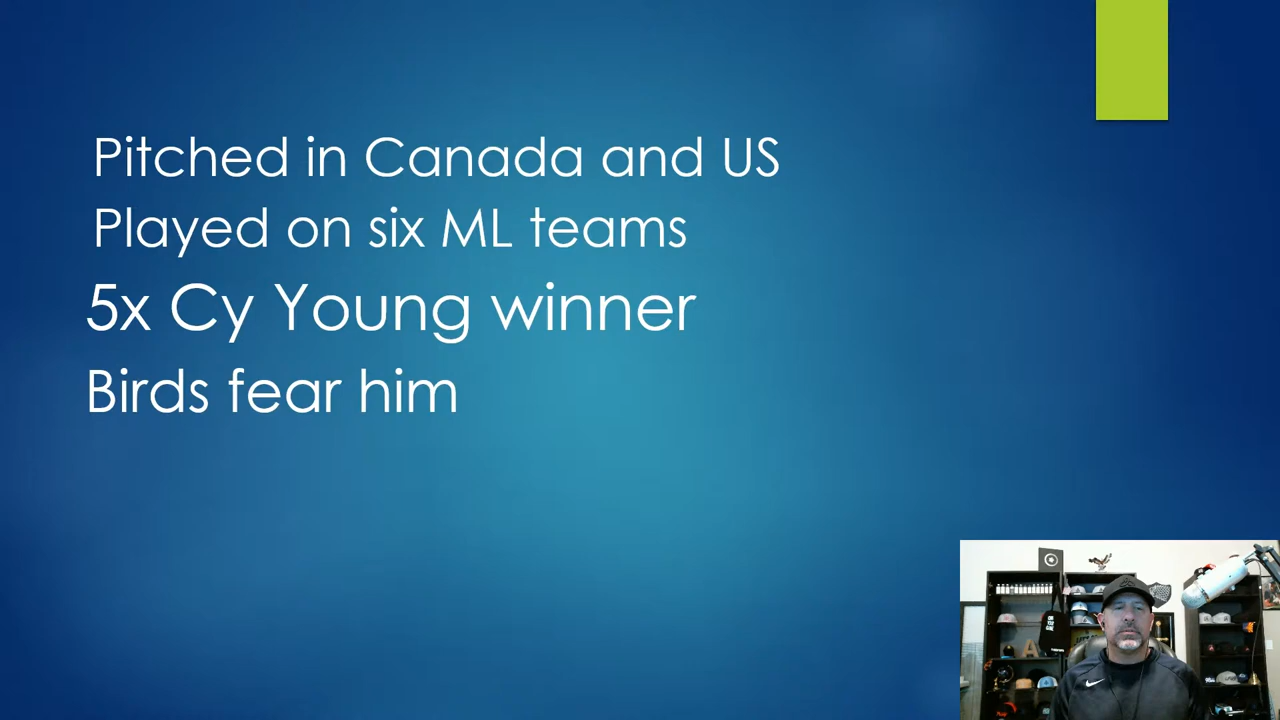 Pitched in Canada and US
Played on six ML teams
5x Cy Young winner
Birds fear him